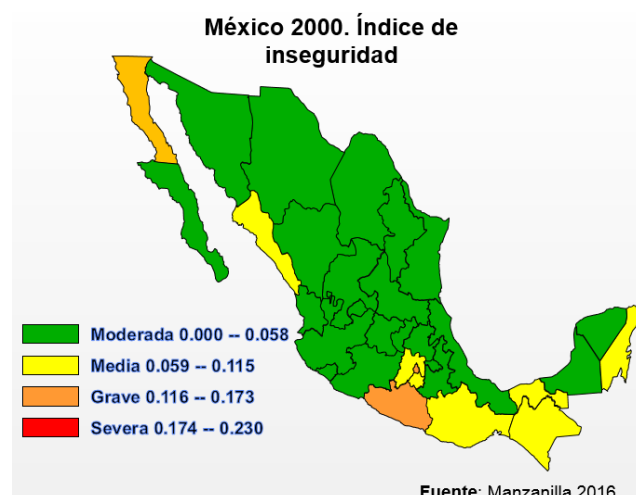 México 2000. Índice de
inseguridad
Moderada 0.000 -- 0.058
Media 0.059 -- 0.115
Grave 0.116 -- 0.173
Severa 0.174 -- 0.230
Fuente: Manzanilla 2016